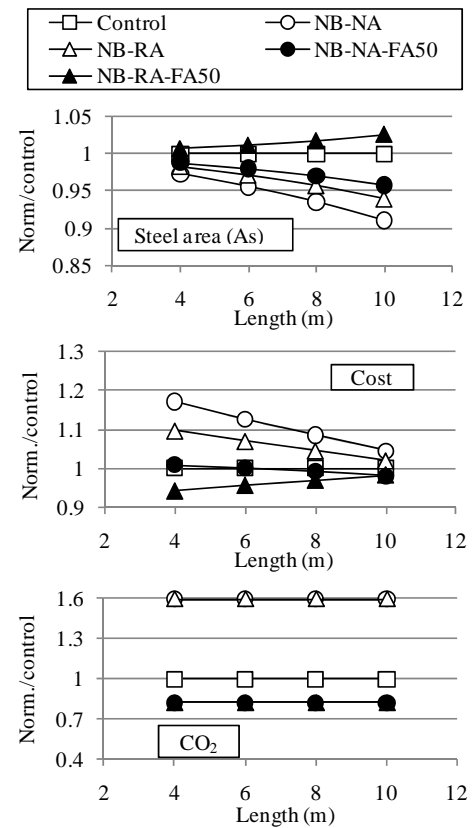 Control NB-NA
NB-RA NB-NA-FA50
NB-RA-FA50
1.05
1
0.95
0.9
0.85
Norm/control
Steel area (As)
2 4 6 8 10 12
Length (m)
1.3
1.2
1.1
1
0.9
Norm./control
Cost
2 4 6 8 10 12
Length (m)
1.6
1.2
1
0.8
0.4
Norm./control
CO2
2 4 6 8 10 12
Length (m)